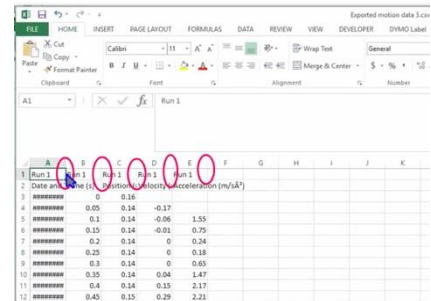 Exported motion data 3.csv
FILE HOME INSERT PAGE LAYOUT FORMULAS DATA REVIEW VIEW DEVELOPER DYMO Label
Cut
Copy
Format Painter
Paste
Calibri 11
B I U
Wrap Text
Merge & Center
General
$ % ,
Clipboard Font Alignment Number
A1 fx Run 1
A B C D E F G H I J K
1 Run 1 Run 1 Run 1 Run 1 Run 1
2 Date and Time (s) Position ( Velocity ( Acceleration (m/sÂ²)
3 ######## 0 0.16
4 ######## 0.05 0.14 -0.17
5 ######## 0.1 0.14 -0.06 1.55
6 ######## 0.15 0.14 -0.01 0.75
7 ######## 0.2 0.14 0 0.24
8 ######## 0.25 0.14 0 0.18
9 ######## 0.3 0.14 0 0.65
10 ######## 0.35 0.14 0.04 1.47
11 ######## 0.4 0.14 0.15 2.17
12 ######## 0.45 0.15 0.29 2.21